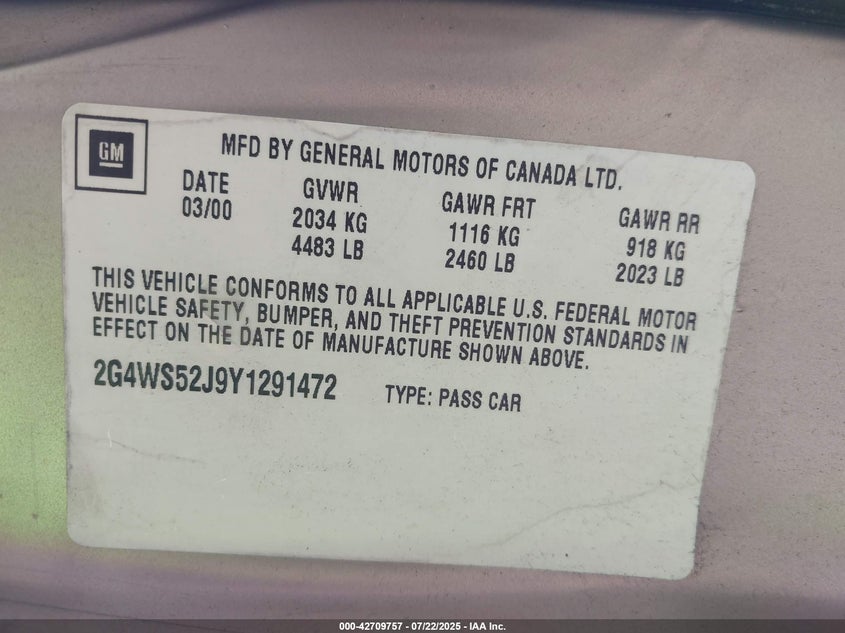 GM
MFD BY GENERAL MOTORS OF CANADA LTD.
DATE GVWR GAWR FRT GAWR RR
03/00 2034 KG 1116 KG 918 KG
4483 LB 2460 LB 2023 LB
THIS VEHICLE CONFORMS TO ALL APPLICABLE U.S. FEDERAL MOTOR
VEHICLE SAFETY, BUMPER, AND THEFT PREVENTION STANDARDS IN
EFFECT ON THE DATE OF MANUFACTURE SHOWN ABOVE.
2G4WS52J9Y1291472 TYPE: PASS CAR
000-42709757 - 07/22/2025 - IAA Inc.